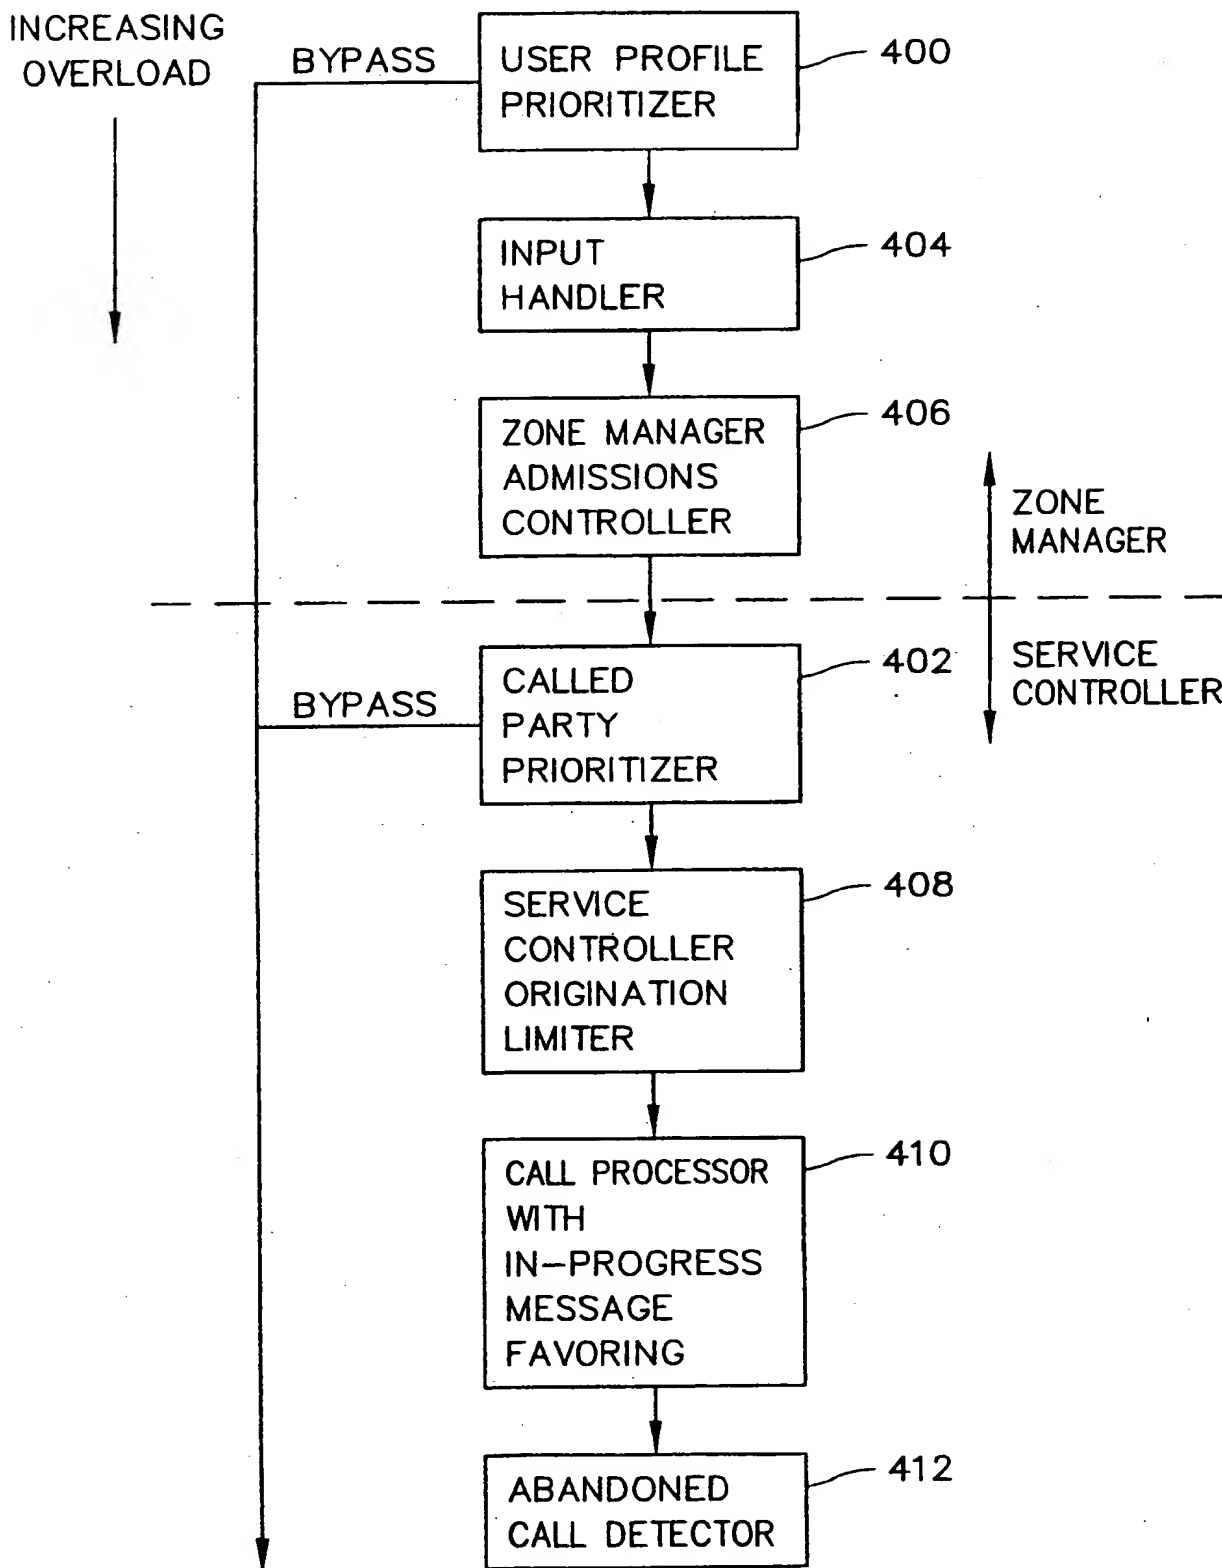 INCREASING
OVERLOAD
BYPASS
USER PROFILE
PRIORITIZER
400
INPUT
HANDLER
404
ZONE MANAGER
ADMISSIONS
CONTROLLER
406
ZONE
MANAGER
SERVICE
CONTROLLER
BYPASS
CALLED
PARTY
PRIORITIZER
402
SERVICE
CONTROLLER
ORIGINATION
LIMITER
408
CALL PROCESSOR
WITH
IN-PROGRESS
MESSAGE
FAVORING
410
ABANDONED
CALL DETECTOR
412